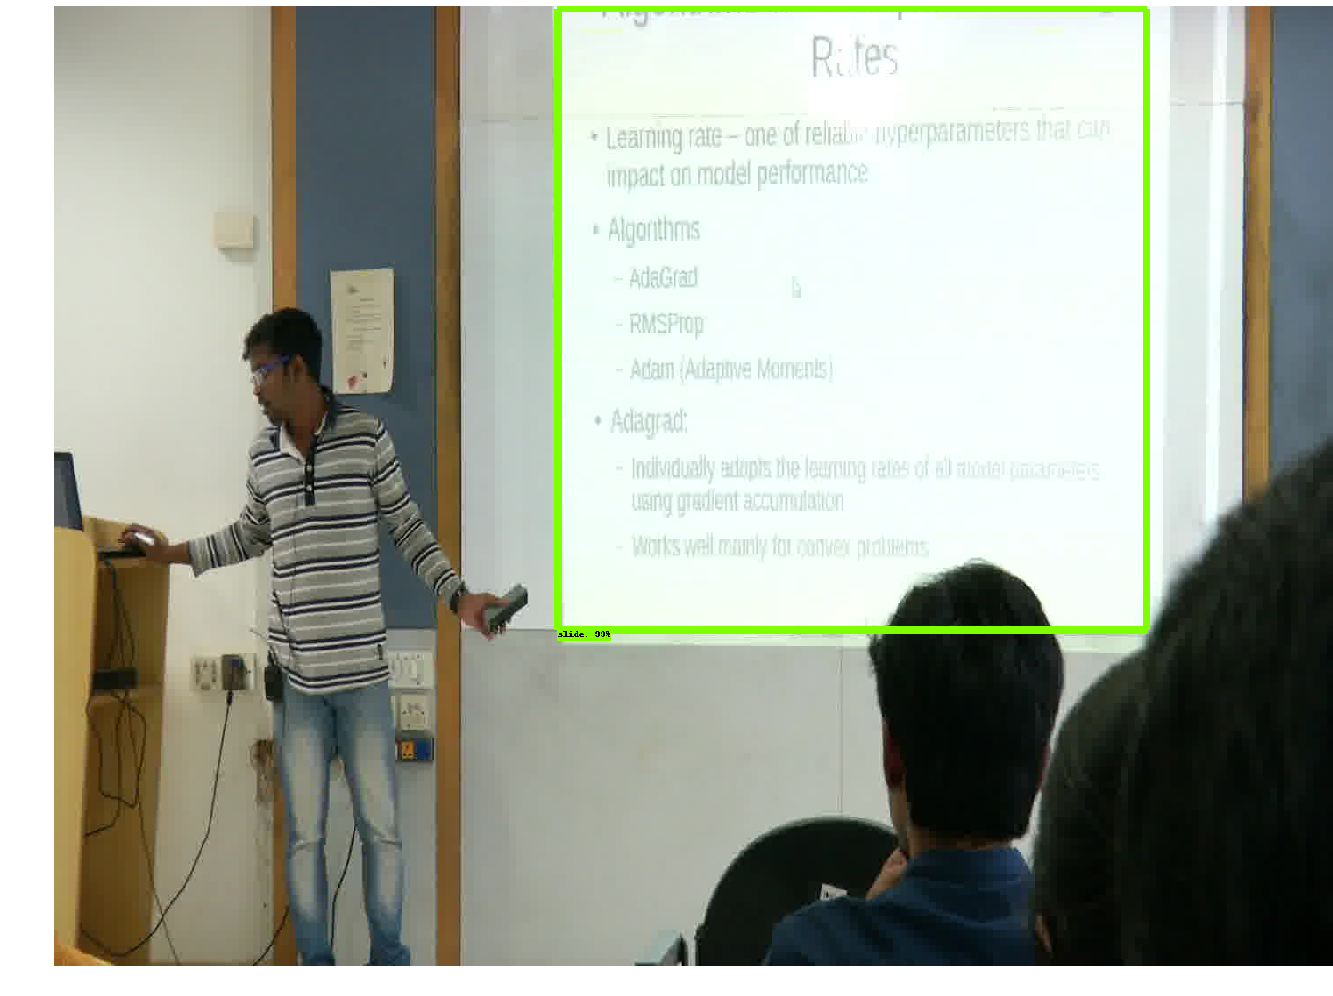 Rates
• Learning rate – one of reliable hyperparameters that can
impact on model performance
• Algorithms
– AdaGrad
– RMSProp
– Adam (Adaptive Moments)
• Adagrad:
– Individually adapts the learning rates of all model parameters
using gradient accumulation
– Works well mainly for convex problems
slide: 99%